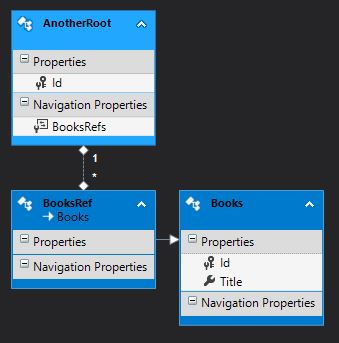 AnotherRoot
Properties
Id
Navigation Properties
BooksRefs
1
*
BooksRef
Books
Properties
Navigation Properties
Books
Properties
Id
Title
Navigation Properties